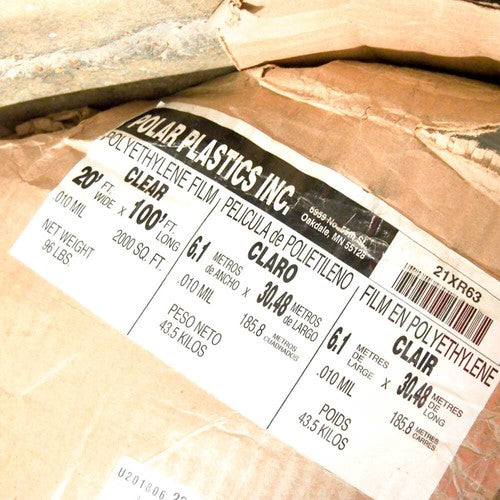 POLAR PLASTICS INC.
Oakdale, MN 55128
POLYETHYLENE FILM
CLEAR
20' FT. WIDE x 100' FT. LONG
.010 MIL 2000 SQ. FT.
NET WEIGHT
96 LBS.
PELICULA de POLIETILENO
CLARO
6.1 METROS de ANCHO x 30.48 METROS de LARGO
.010 MIL 185.8 METROS CUADRADOS
PESO NETO
43.5 KILOS
21XR63
FILM EN POLYETHYLENE
CLAIR
6.1 METRES DE LARGE x 30.48 METRES DE LONG
.010 MIL 185.8 METRES CARRES
POIDS
43.5 KILOS
U201806